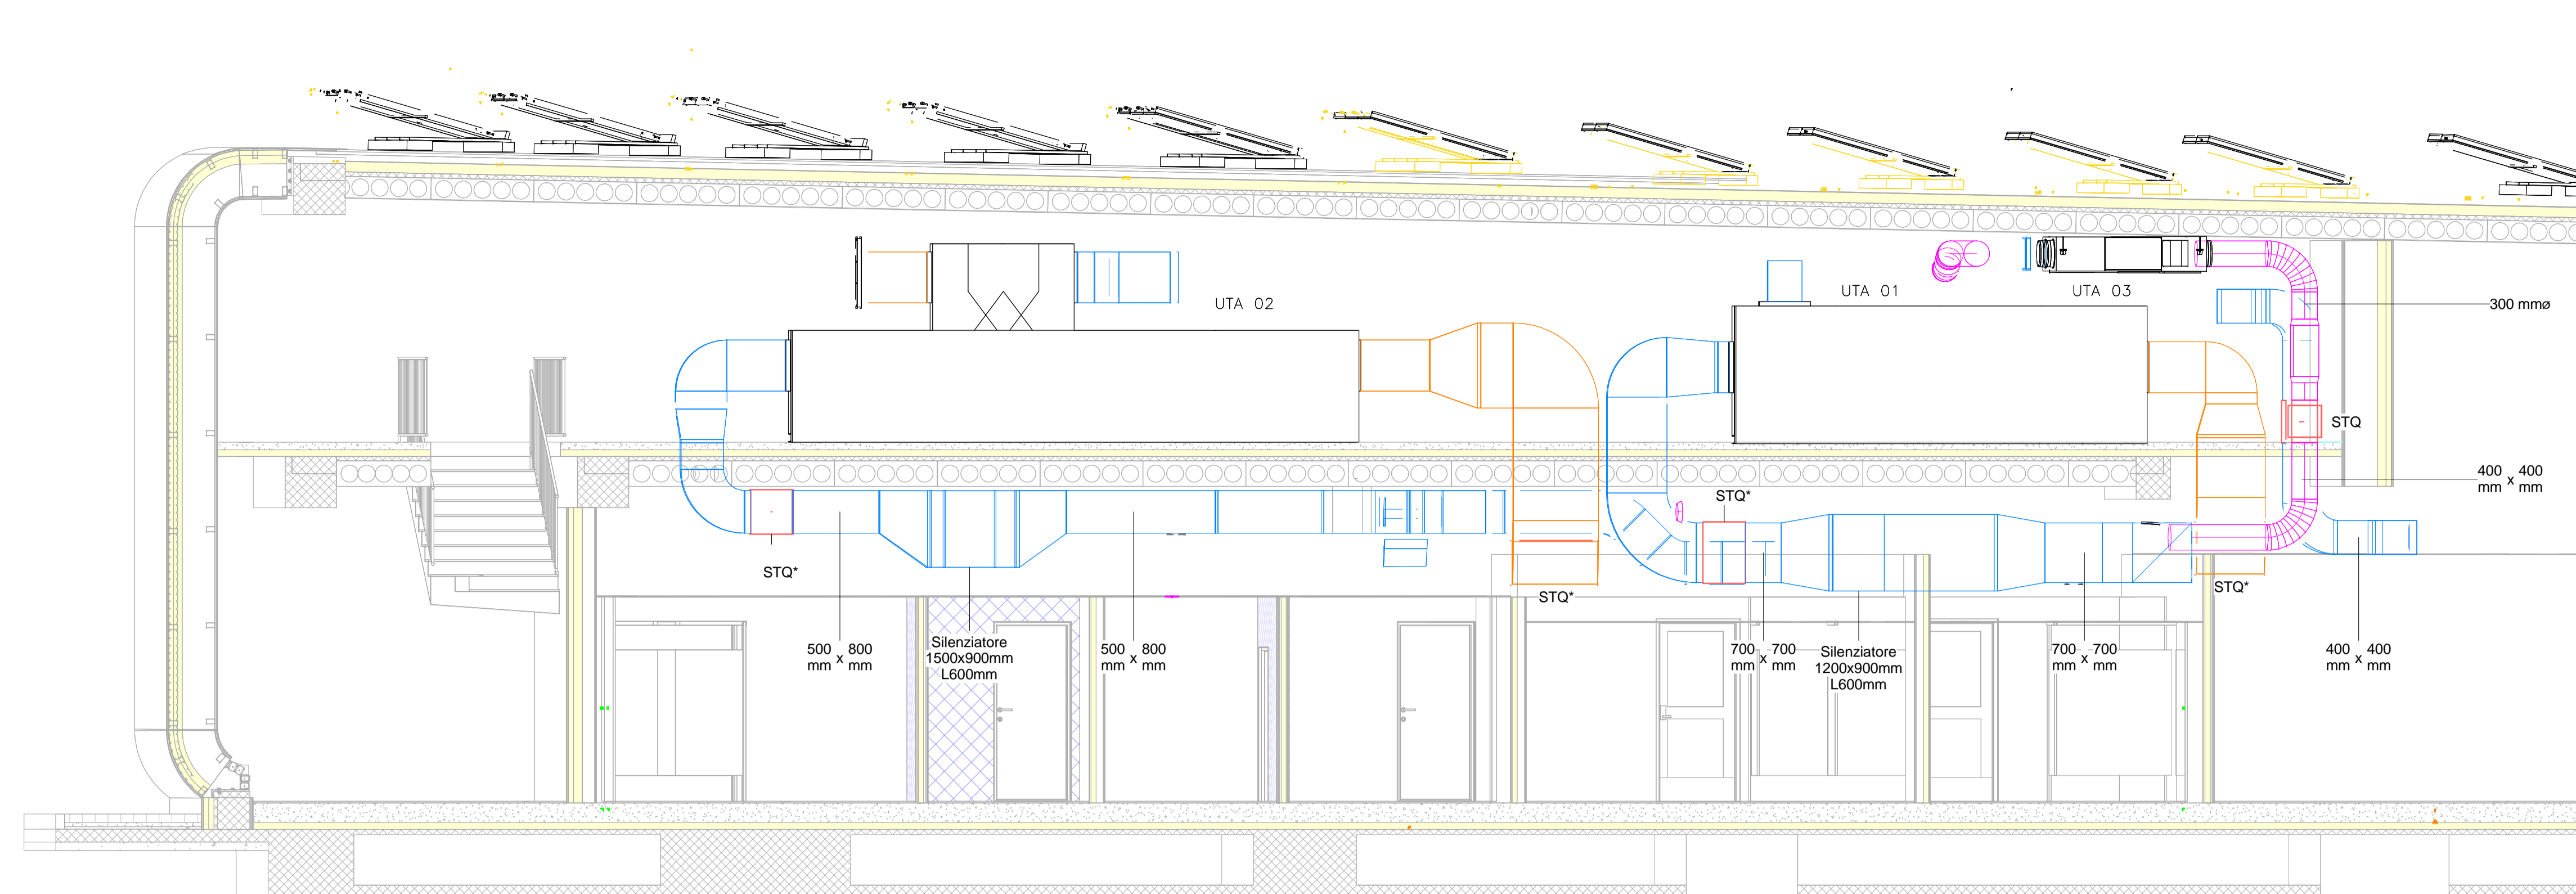 UTA 02
UTA 01
UTA 03
300 mmø
STQ
400 mm x 400 mm
STQ*
STQ*
STQ*
STQ*
500 mm x 800 mm
Silenziatore
1500x900mm
L600mm
500 mm x 800 mm
700 mm x 700 mm
Silenziatore
1200x900mm
L600mm
700 mm x 700 mm
400 mm x 400 mm